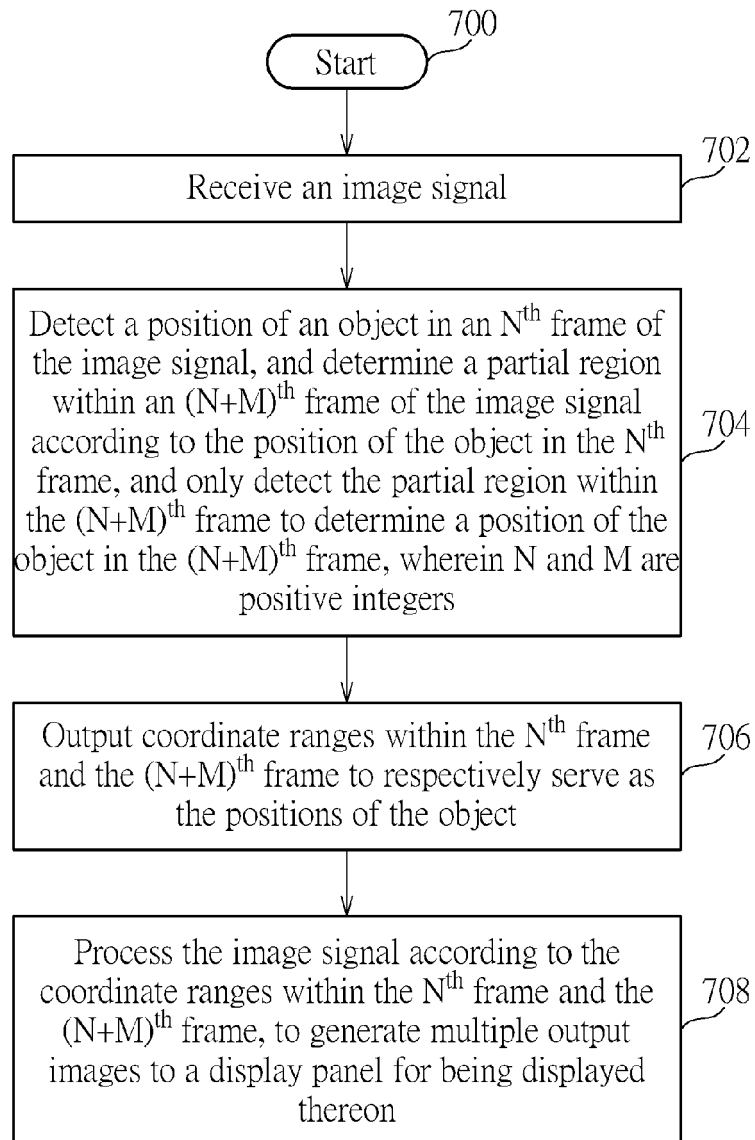 700
Start
702
Receive an image signal
Detect a position of an object in an Nth frame of
the image signal, and determine a partial region
within an (N+M)th frame of the image signal
according to the position of the object in the Nth
frame, and only detect the partial region within
the (N+M)th frame to determine a position of the
object in the (N+M)th frame, wherein N and M are
positive integers
704
Output coordinate ranges within the Nth frame
and the (N+M)th frame to respectively serve as
the positions of the object
706
Process the image signal according to the
coordinate ranges within the Nth frame and the
(N+M)th frame, to generate multiple output
images to a display panel for being displayed
thereon
708